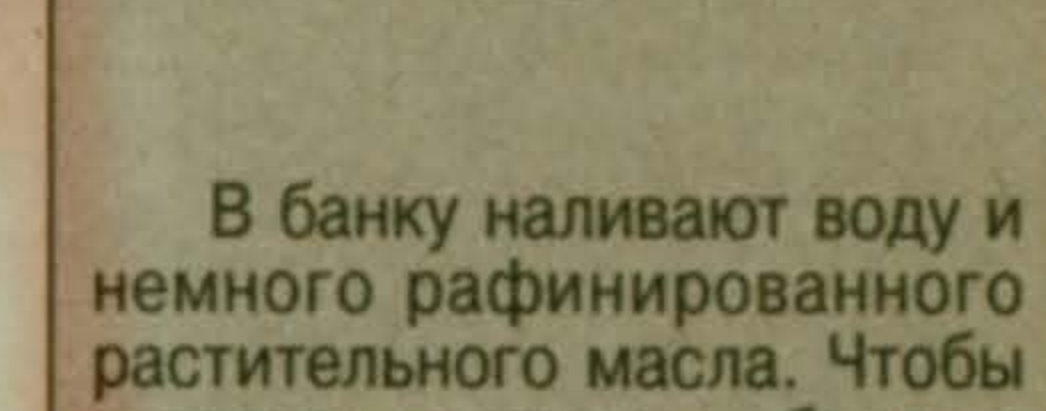 В банку наливают воду и
немного рафинированного
растительного масла. Чтобы